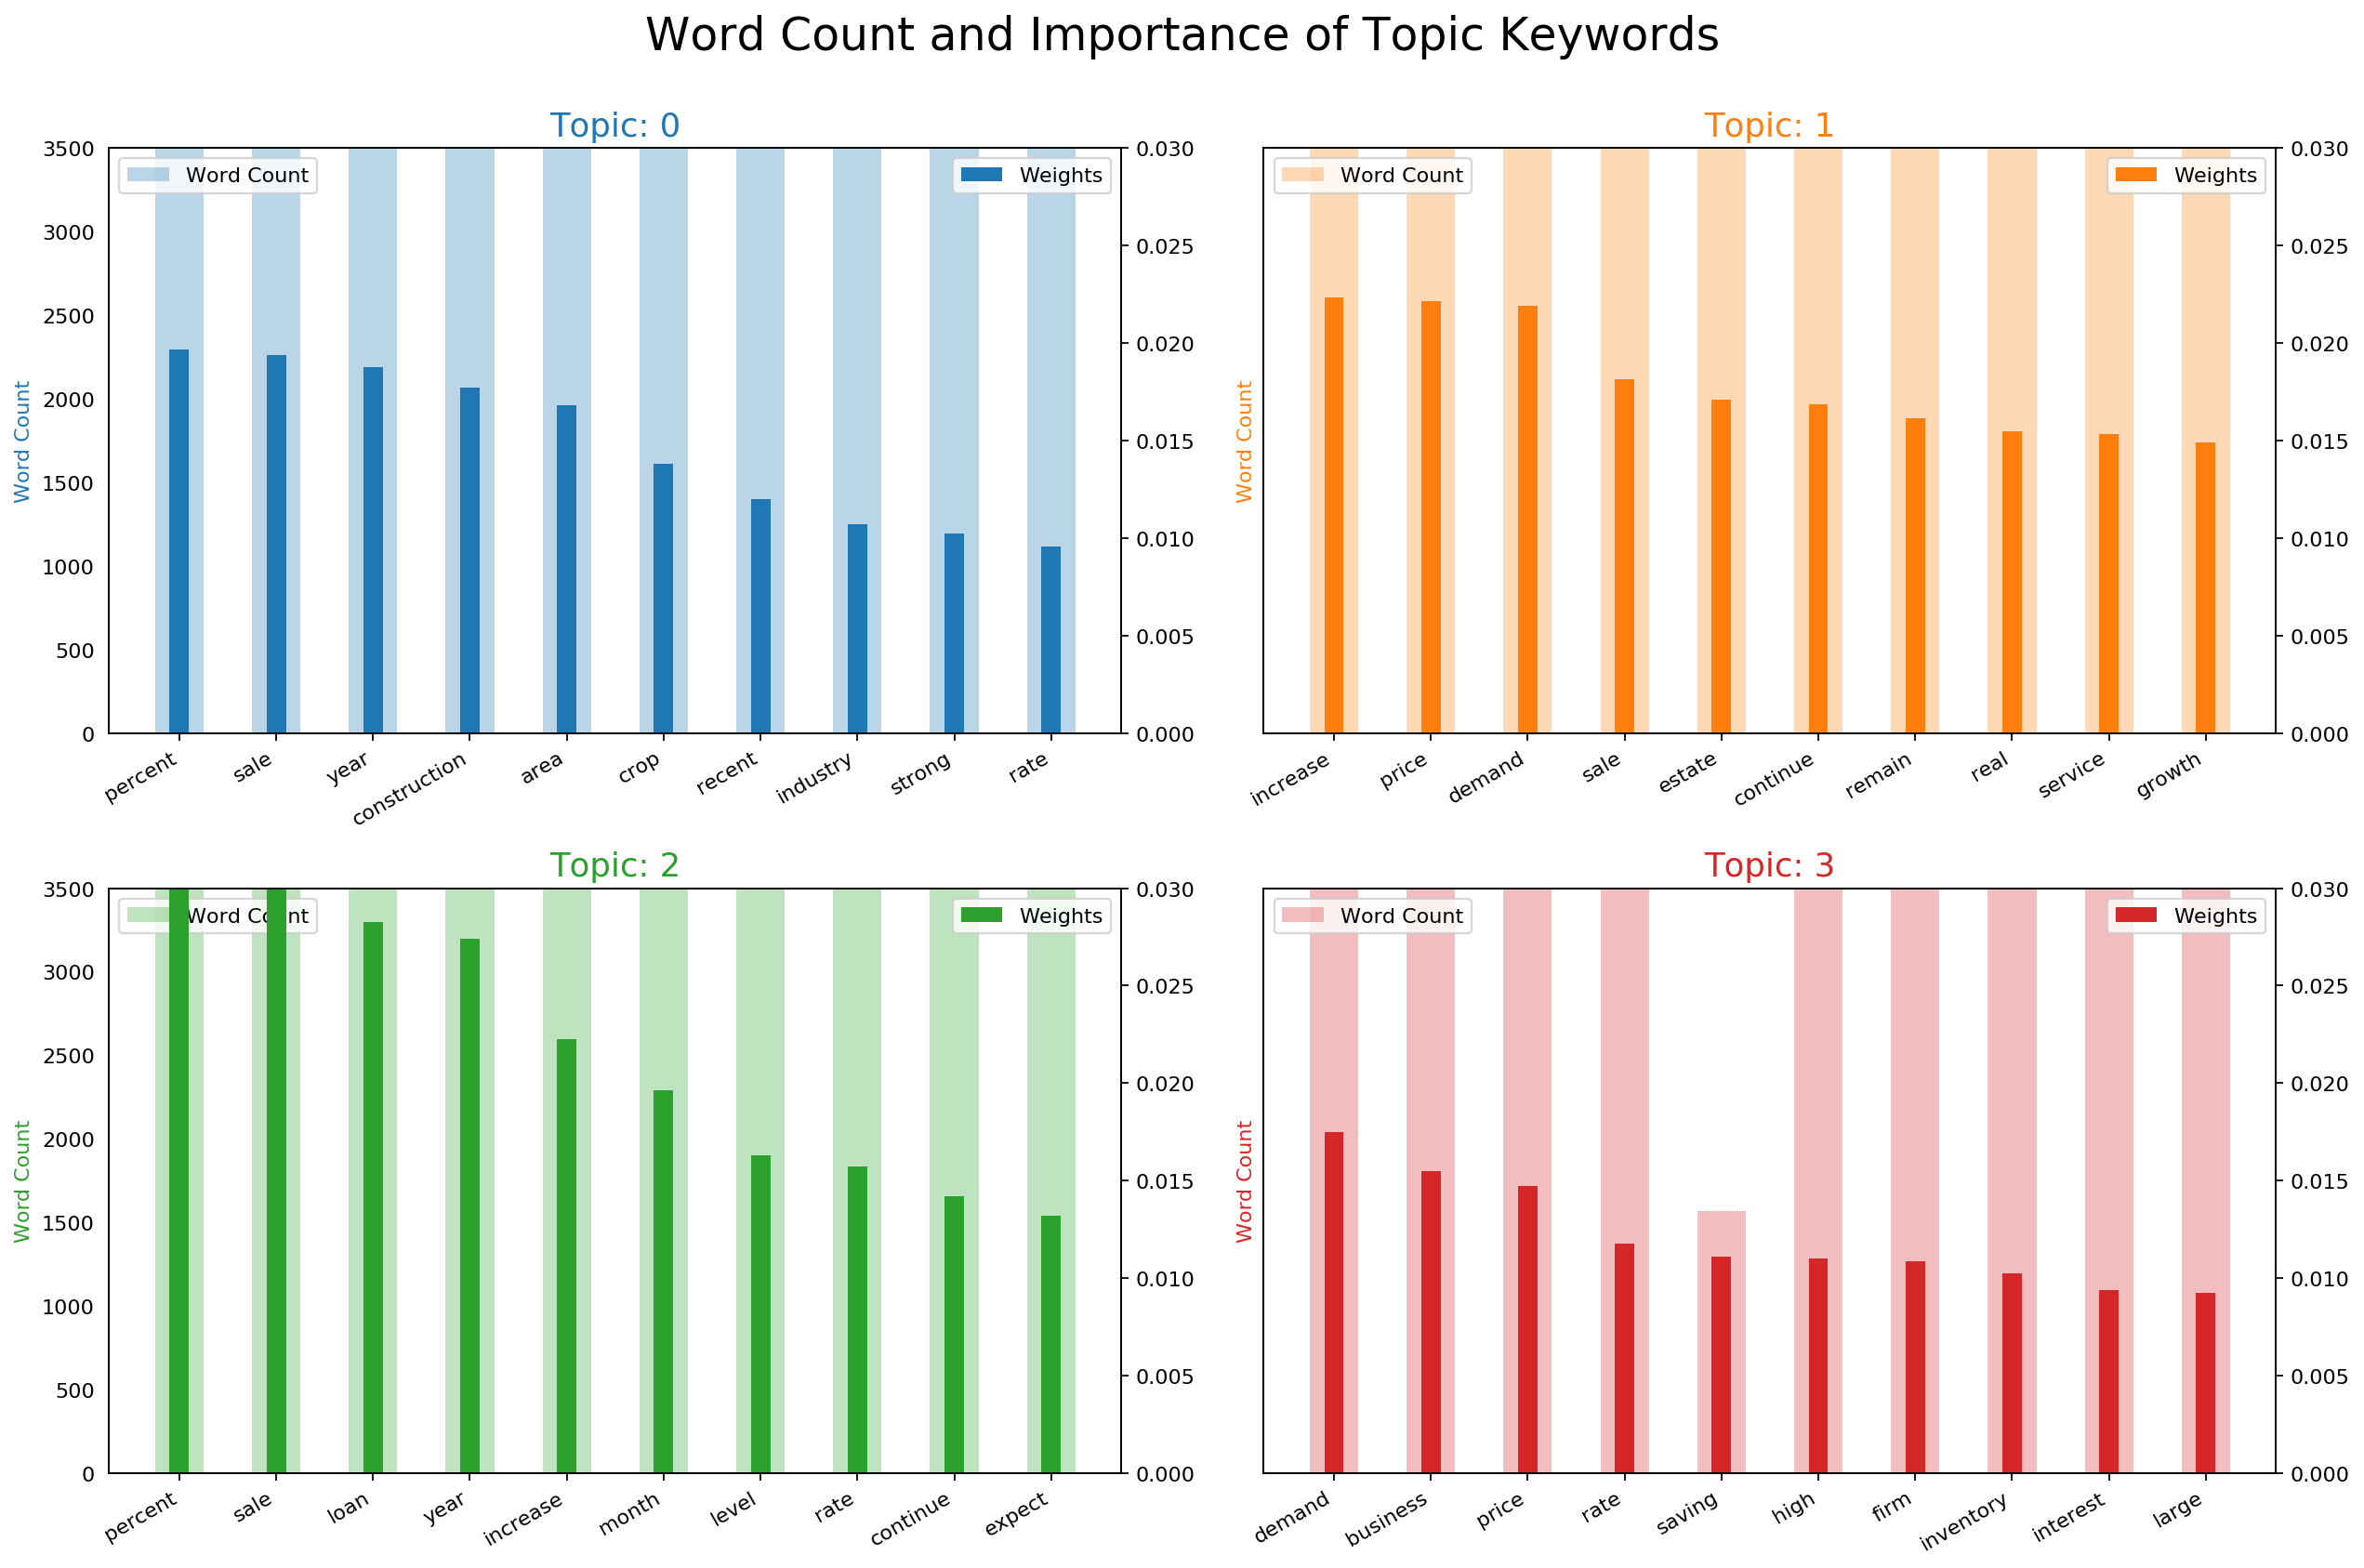 Word Count and Importance of Topic Keywords
Topic: 0
Word Count
Weights
Word Count
3500
3000
2500
2000
1500
1000
500
0
0.030
0.025
0.020
0.015
0.010
0.005
0.000
percent
sale
year
construction
area
crop
recent
industry
strong
rate
Topic: 1
Word Count
Weights
Word Count
0.030
0.025
0.020
0.015
0.010
0.005
0.000
increase
price
demand
sale
estate
continue
remain
real
service
growth
Topic: 2
Word Count
Weights
Word Count
3500
3000
2500
2000
1500
1000
500
0
0.030
0.025
0.020
0.015
0.010
0.005
0.000
percent
sale
loan
year
increase
month
level
rate
continue
expect
Topic: 3
Word Count
Weights
Word Count
0.030
0.025
0.020
0.015
0.010
0.005
0.000
demand
business
price
rate
saving
high
firm
inventory
interest
large